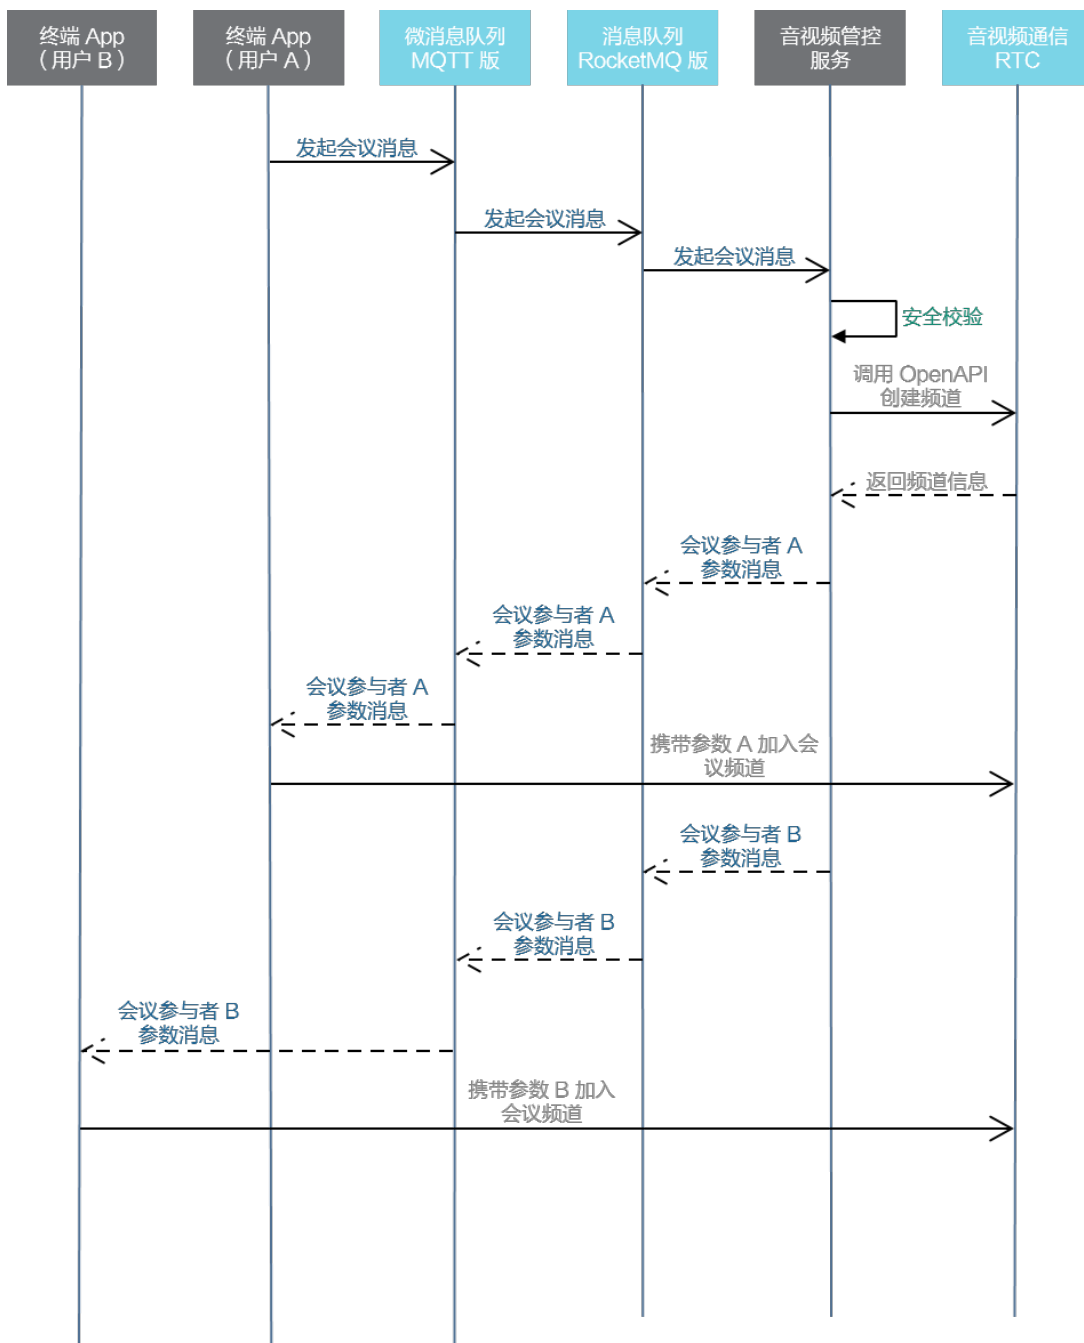 终端 App
（用户 B）
终端 App
（用户 A）
微消息队列
MQTT 版
消息队列
RocketMQ 版
音视频管控
服务
音视频通信
RTC
发起会议消息
发起会议消息
发起会议消息
安全校验
调用 OpenAPI
创建频道
返回频道信息
会议参与者 A
参数消息
会议参与者 A
参数消息
会议参与者 A
参数消息
携带参数 A 加入会
议频道
会议参与者 B
参数消息
会议参与者 B
参数消息
会议参与者 B
参数消息
携带参数 B 加入
会议频道